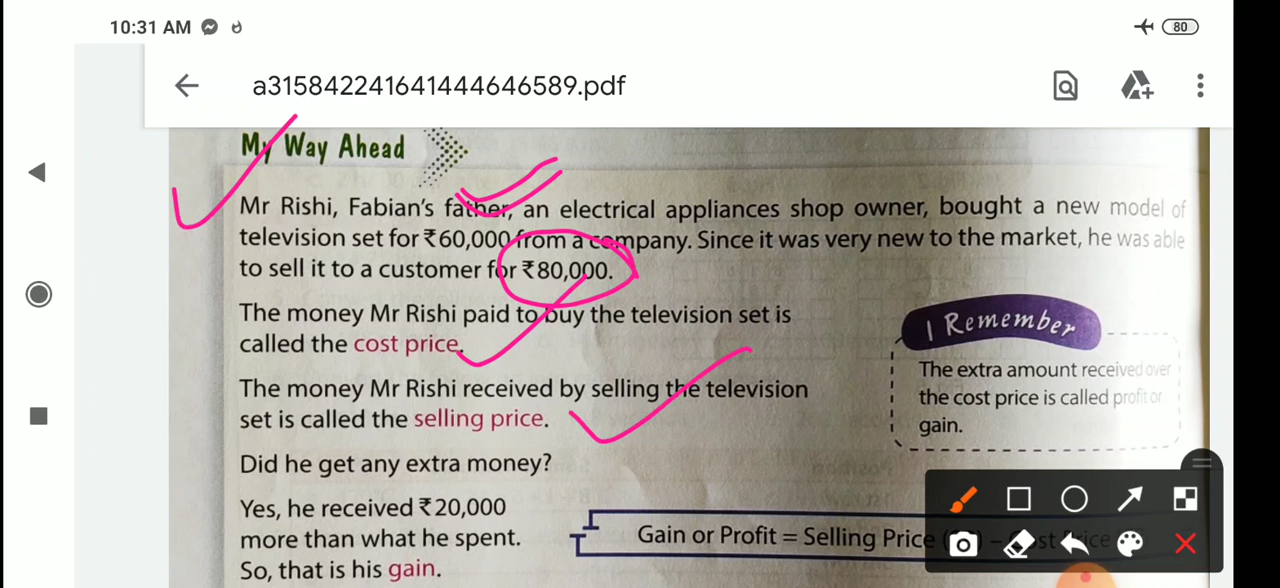 10:31 AM
80
a315842241641444646589.pdf
My Way Ahead
Mr Rishi, Fabian's father, an electrical appliances shop owner, bought a new model of
television set for ₹60,000 from a company. Since it was very new to the market, he was able
to sell it to a customer for ₹80,000.
The money Mr Rishi paid to buy the television set is
called the cost price.
The money Mr Rishi received by selling the television
set is called the selling price.
I Remember
The extra amount received over
the cost price is called profit or
gain.
Did he get any extra money?
Yes, he received ₹20,000
more than what he spent.
So, that is his gain.
Gain or Profit = Selling Price